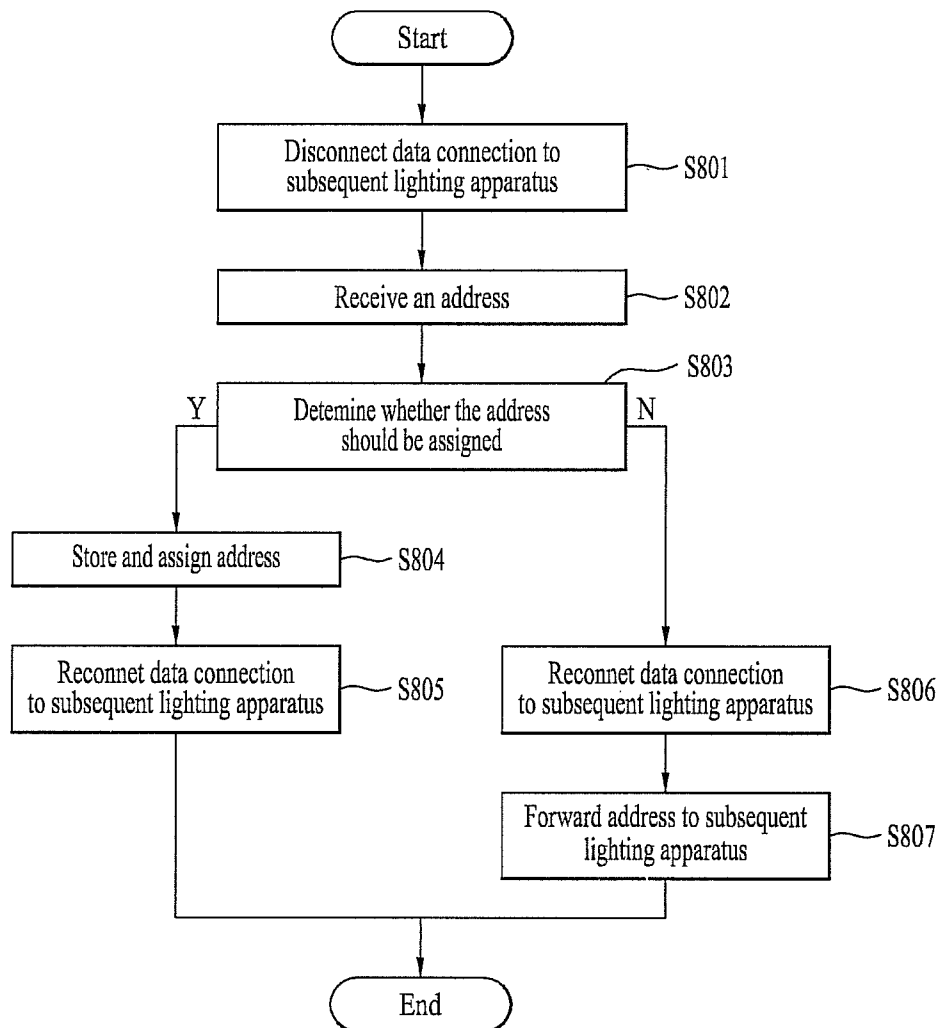 Start
Disconnect data connection to
subsequent lighting apparatus
S801
Receive an address
S802
S803
Detemine whether the address
should be assigned
Y
N
Store and assign address
S804
Reconnet data connection
to subsequent lighting apparatus
S805
Reconnet data connection
to subsequent lighting apparatus
S806
Forward address to subsequent
lighting apparatus
S807
End